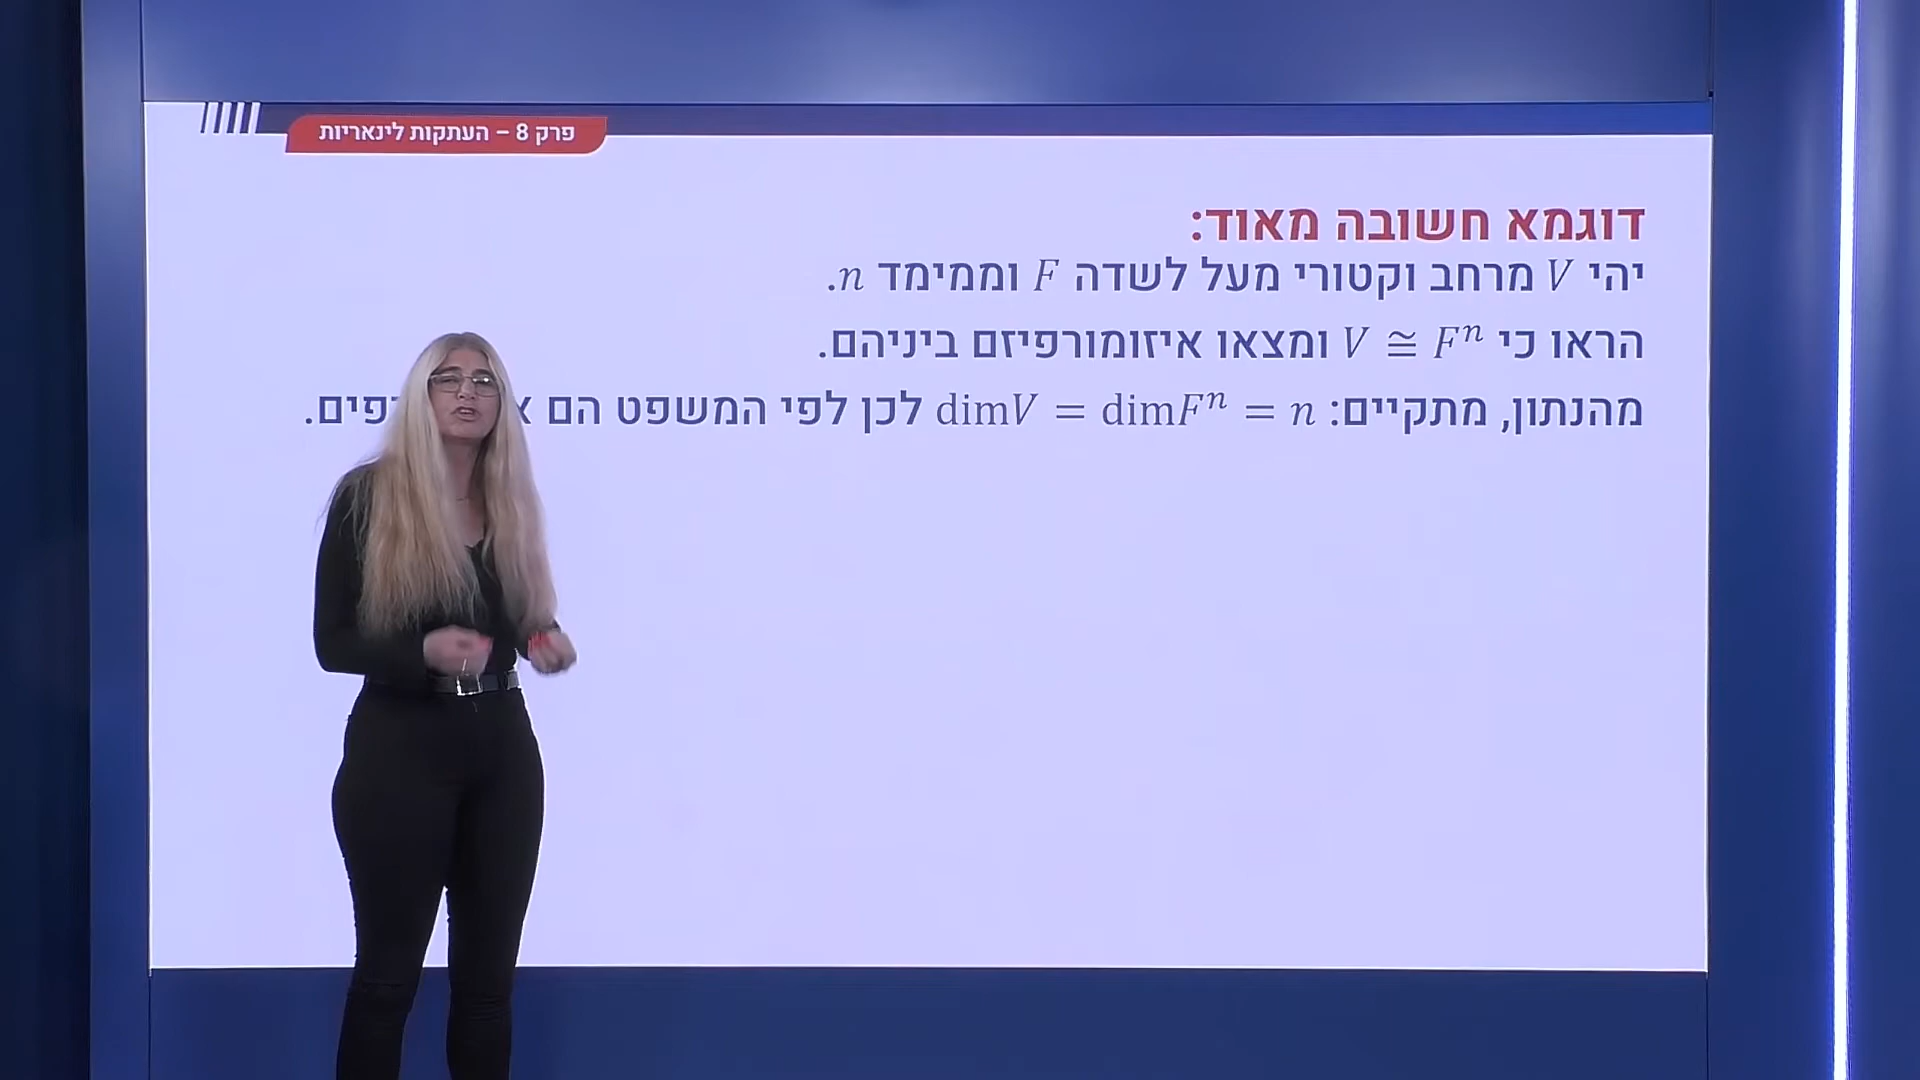 פרק 8 – העתקות לינאריות
דוגמא חשובה מאוד:
יהי V מרחב וקטורי מעל לשדה F וממימד n.
הראו כי V ≅ Fⁿ ומצאו איזומורפיזם ביניהם.
מהנתון, מתקיים: dimV = dimFⁿ = n לכן לפי המשפט הם